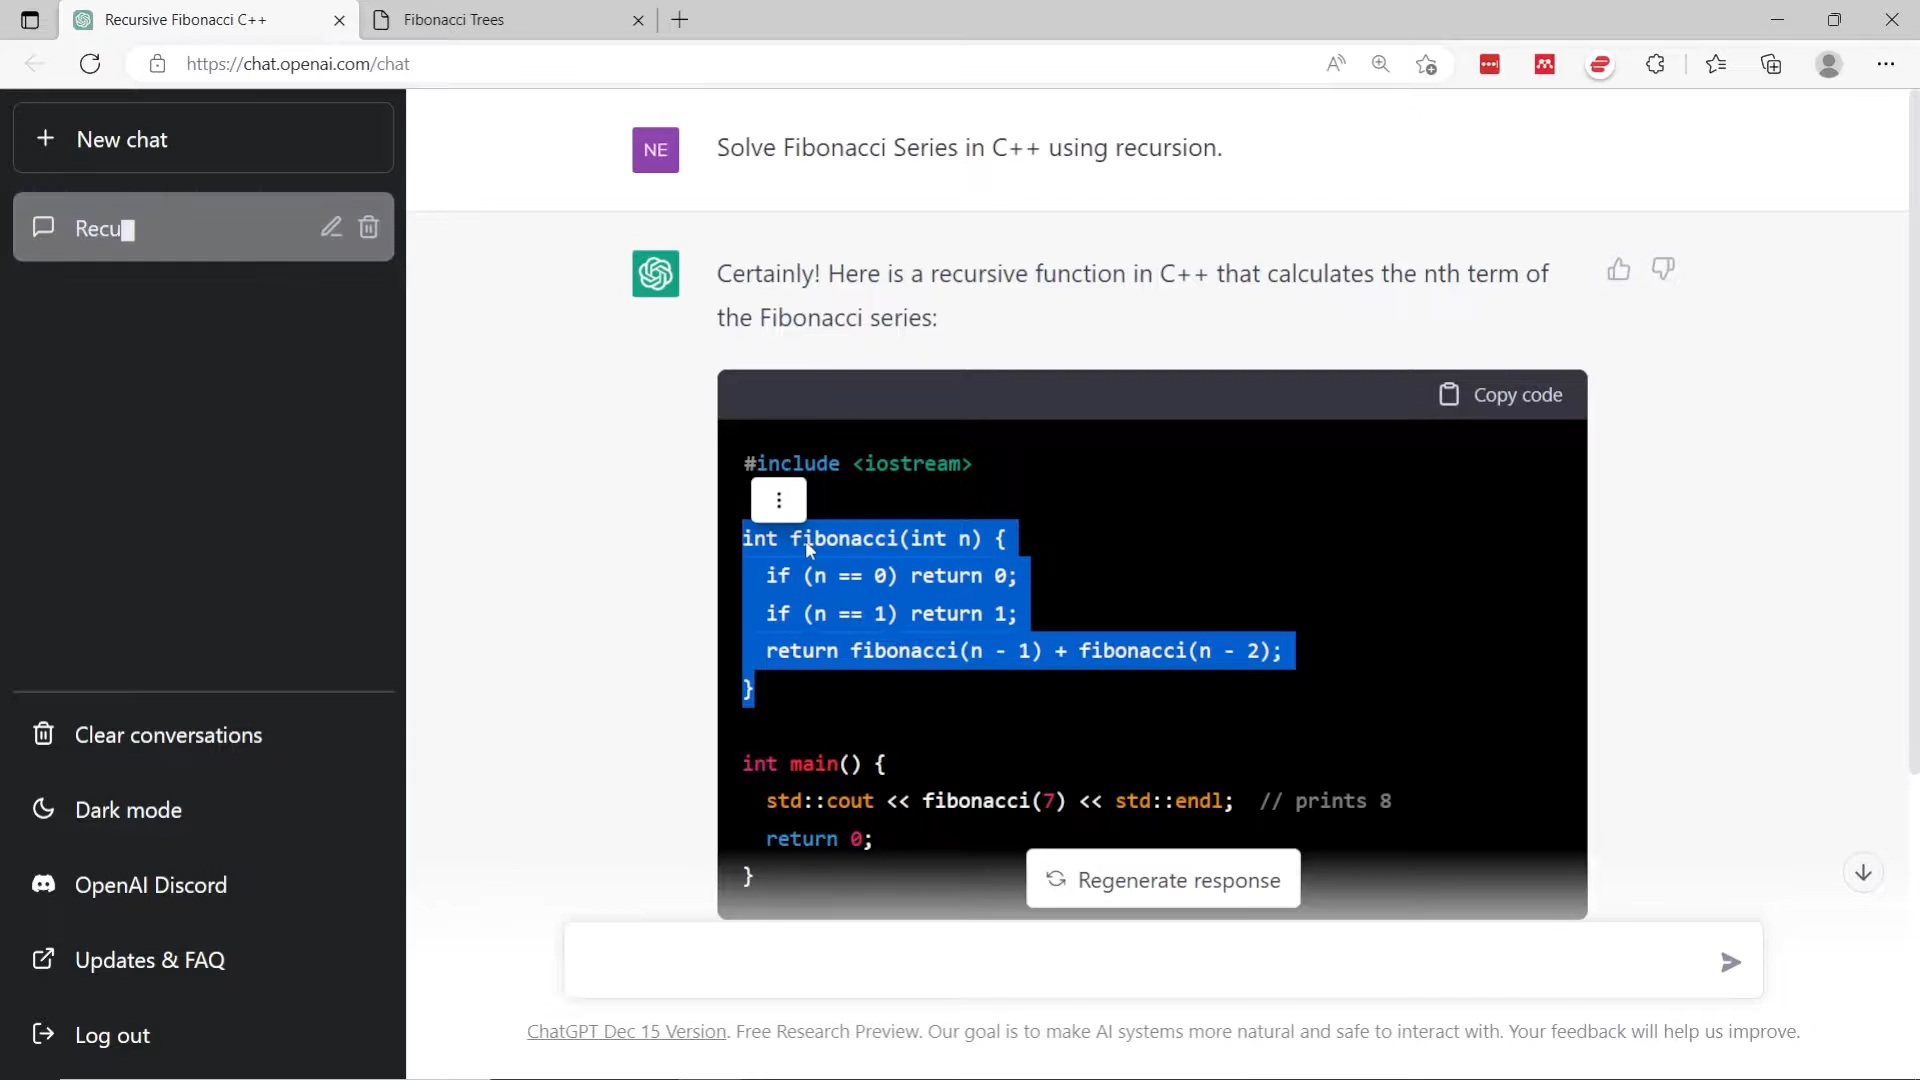 Recursive Fibonacci C++
Fibonacci Trees
https://chat.openai.com/chat
New chat
Recu
Clear conversations
Dark mode
OpenAI Discord
Updates & FAQ
Log out
NE
Solve Fibonacci Series in C++ using recursion.
Certainly! Here is a recursive function in C++ that calculates the nth term of
the Fibonacci series:
Copy code
#include <iostream>
int fibonacci(int n) {
  if (n == 0) return 0;
  if (n == 1) return 1;
  return fibonacci(n - 1) + fibonacci(n - 2);
}
int main() {
  std::cout << fibonacci(7) << std::endl;  // prints 8
  return 0;
}
Regenerate response
ChatGPT Dec 15 Version. Free Research Preview. Our goal is to make AI systems more natural and safe to interact with. Your feedback will help us improve.